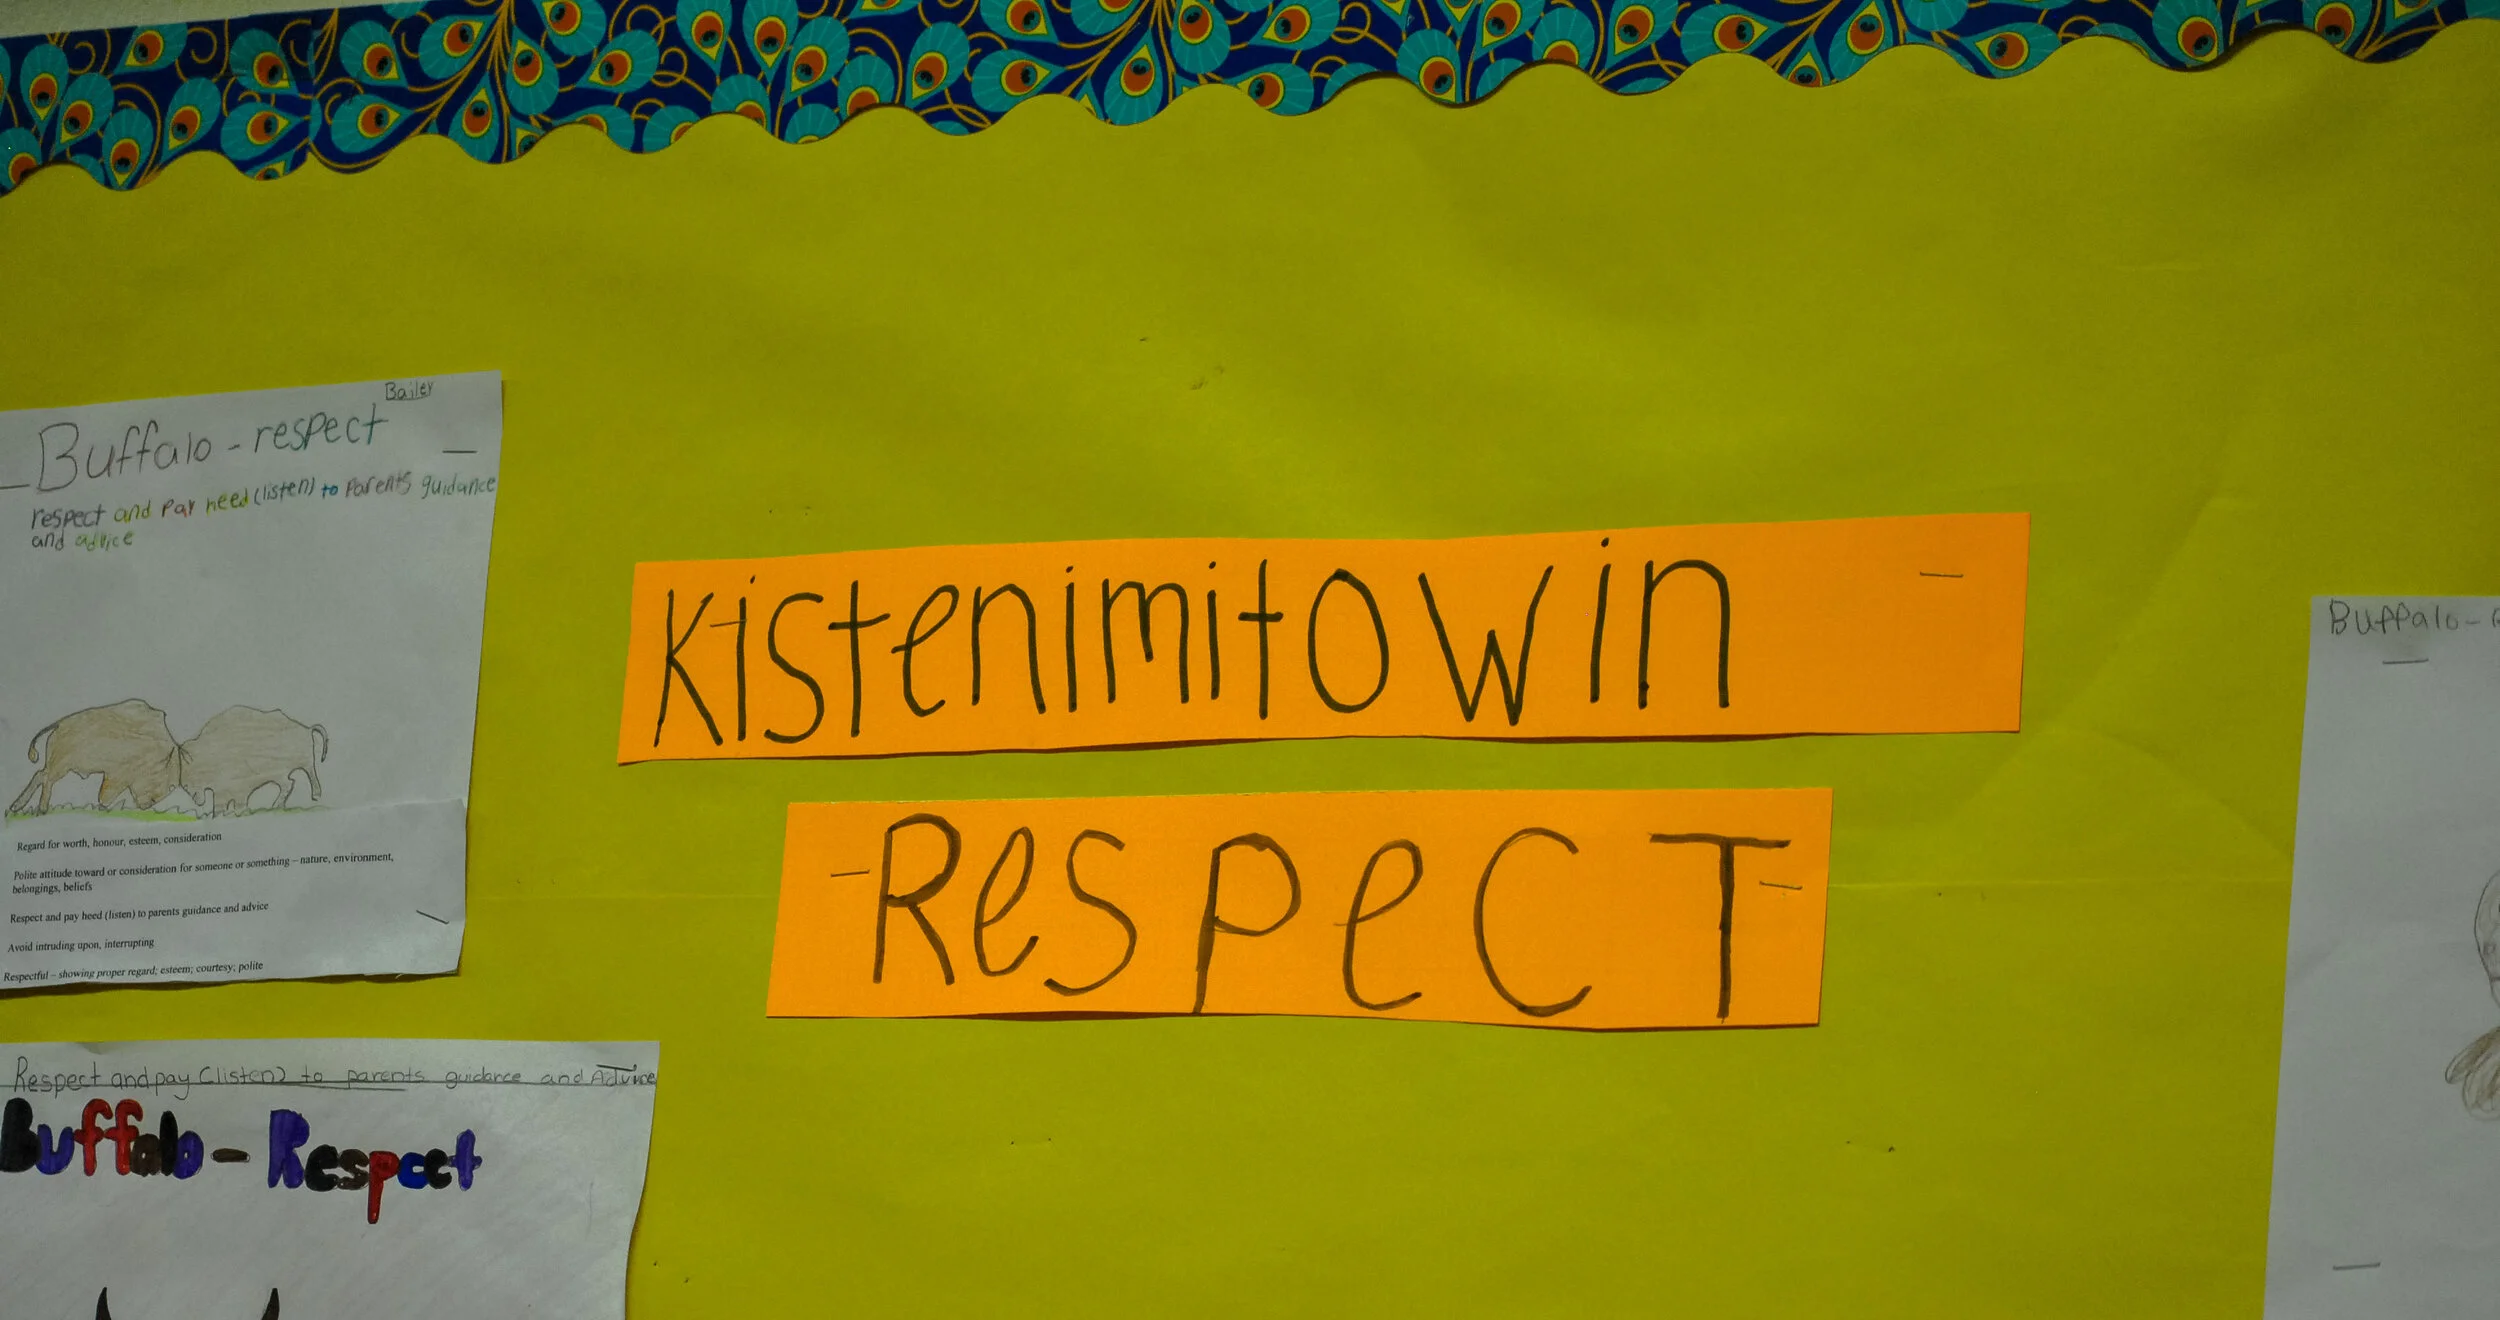 Bailey
Buffalo - respect
respect and Pay heed (listen) to Parents guidance
and advice
Regard for worth, honour, esteem, consideration
Polite attitude toward or consideration for someone or something – nature, environment,
belongings, beliefs
Respect and pay heed (listen) to parents guidance and advice
Avoid intruding upon, interrupting
Respectful – showing proper regard; esteem; courtesy; polite
Kistenimitowin
ResPecT
Respect and pay (listen) to parents guidance and Advice
Buffalo - Respect
Buffalo -